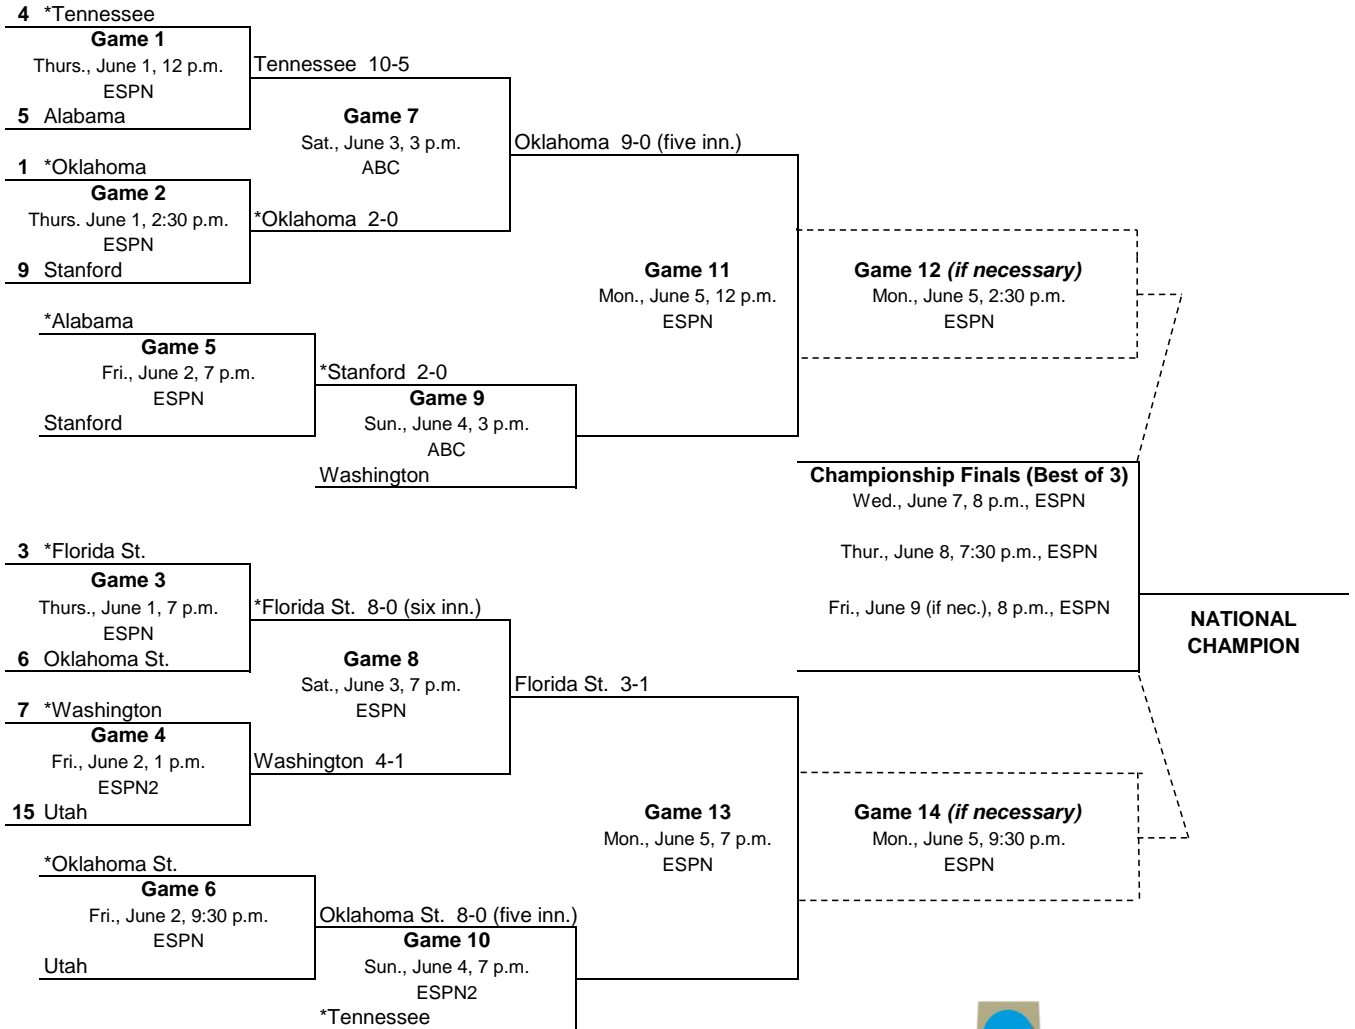 4 *Tennessee
Game 1
Thurs., June 1, 12 p.m.
ESPN
5 Alabama
Tennessee 10-5
Game 7
Sat., June 3, 3 p.m.
ABC
Oklahoma 9-0 (five inn.)
1 *Oklahoma
Game 2
Thurs. June 1, 2:30 p.m.
ESPN
9 Stanford
*Oklahoma 2-0
Game 11
Mon., June 5, 12 p.m.
ESPN
Game 12 (if necessary)
Mon., June 5, 2:30 p.m.
ESPN
*Alabama
Game 5
Fri., June 2, 7 p.m.
ESPN
Stanford
*Stanford 2-0
Game 9
Sun., June 4, 3 p.m.
ABC
Washington
Championship Finals (Best of 3)
Wed., June 7, 8 p.m., ESPN
Thur., June 8, 7:30 p.m., ESPN
Fri., June 9 (if nec.), 8 p.m., ESPN
NATIONAL
CHAMPION
3 *Florida St.
Game 3
Thurs., June 1, 7 p.m.
ESPN
6 Oklahoma St.
*Florida St. 8-0 (six inn.)
Game 8
Sat., June 3, 7 p.m.
ESPN
Florida St. 3-1
7 *Washington
Game 4
Fri., June 2, 1 p.m.
ESPN2
15 Utah
Washington 4-1
Game 13
Mon., June 5, 7 p.m.
ESPN
Game 14 (if necessary)
Mon., June 5, 9:30 p.m.
ESPN
*Oklahoma St.
Game 6
Fri., June 2, 9:30 p.m.
ESPN
Utah
Oklahoma St. 8-0 (five inn.)
Game 10
Sun., June 4, 7 p.m.
ESPN2
*Tennessee